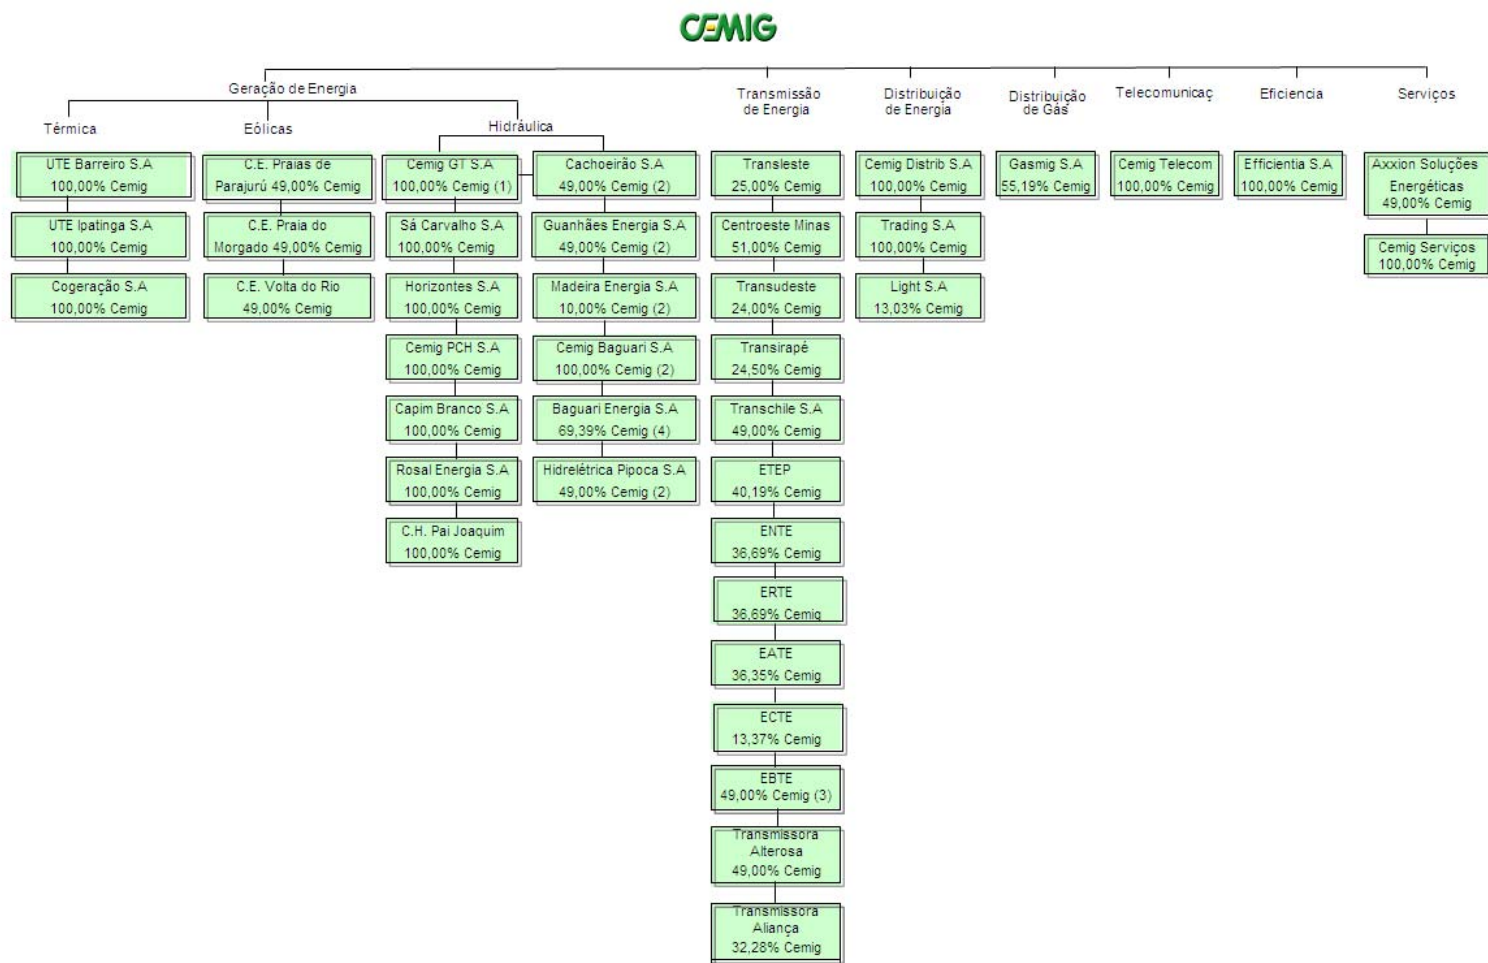 CEMIG
Geração de Energia
Transmissão
de Energia
Distribuição
de Energia
Distribuição
de Gás
Telecomunicaç
Eficiencia
Serviços
Térmica
Eólicas
Hidráulica
UTE Barreiro S.A
100,00% Cemig
UTE Ipatinga S.A
100,00% Cemig
Cogeração S.A
100,00% Cemig
C.E. Praias de
Parajurú 49,00% Cemig
C.E. Praia do
Morgado 49,00% Cemig
C.E. Volta do Rio
49,00% Cemig
Cemig GT S.A
100,00% Cemig (1)
Sá Carvalho S.A
100,00% Cemig
Horizontes S.A
100,00% Cemig
Cemig PCH S.A
100,00% Cemig
Capim Branco S.A
100,00% Cemig
Rosal Energia S.A
100,00% Cemig
C.H. Pai Joaquim
100,00% Cemig
Cachoeirão S.A
49,00% Cemig (2)
Guanhães Energia S.A
49,00% Cemig (2)
Madeira Energia S.A
10,00% Cemig (2)
Cemig Baguari S.A
100,00% Cemig (2)
Baguari Energia S.A
69,39% Cemig (4)
Hidrelétrica Pipoca S.A
49,00% Cemig (2)
Transleste
25,00% Cemig
Centroeste Minas
51,00% Cemig
Transudeste
24,00% Cemig
Transirapé
24,50% Cemig
Transchile S.A
49,00% Cemig
ETEP
40,19% Cemig
ENTE
36,69% Cemig
ERTE
36,69% Cemig
EATE
36,35% Cemig
ECTE
13,37% Cemig
EBTE
49,00% Cemig (3)
Transmissora
Alterosa
49,00% Cemig
Transmissora
Aliança
32,28% Cemig
Cemig Distrib S.A
100,00% Cemig
Trading S.A
100,00% Cemig
Light S.A
13,03% Cemig
Gasmig S.A
55,19% Cemig
Cemig Telecom
100,00% Cemig
Efficientia S.A
100,00% Cemig
Axxion Soluções
Energéticas
49,00% Cemig
Cemig Serviços
100,00% Cemig